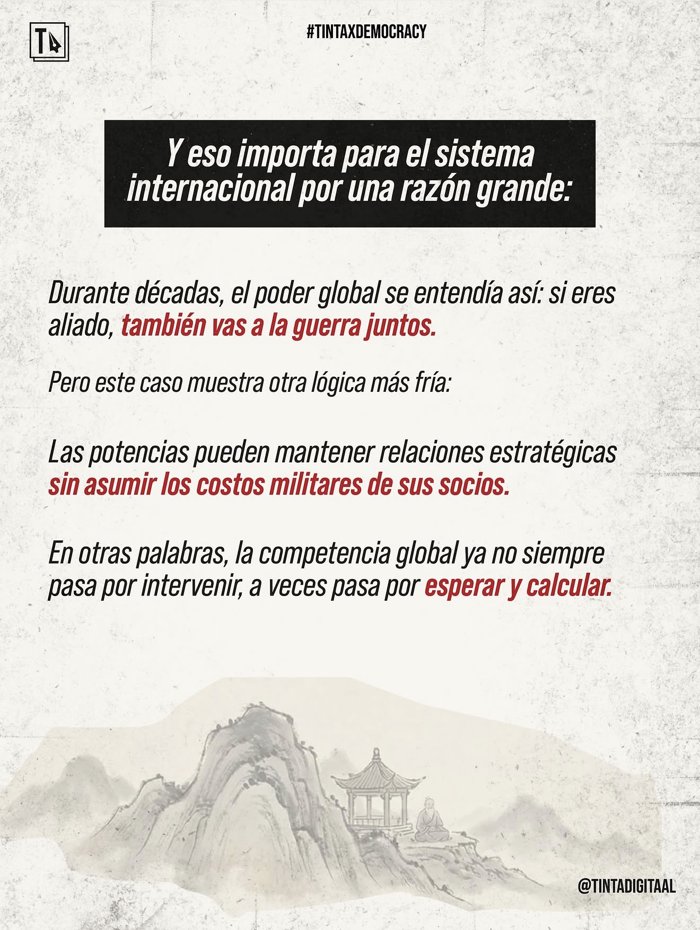 T
#TINTAXDEMOCRACY
Y eso importa para el sistema
internacional por una razón grande:
Durante décadas, el poder global se entendía así: si eres
aliado, también vas a la guerra juntos.
Pero este caso muestra otra lógica más fría:
Las potencias pueden mantener relaciones estratégicas
sin asumir los costos militares de sus socios.
En otras palabras, la competencia global ya no siempre
pasa por intervenir, a veces pasa por esperar y calcular.
@TINTADIGITAAL